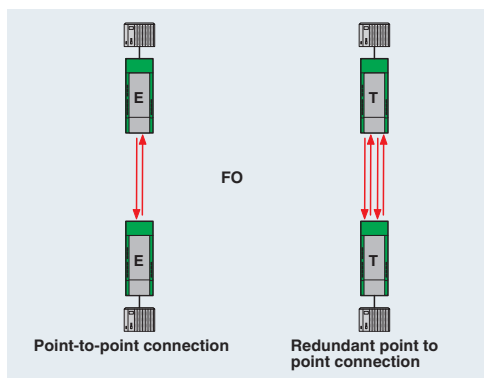 E
T
FO
E
T
Point-to-point connection
Redundant point to
point connection